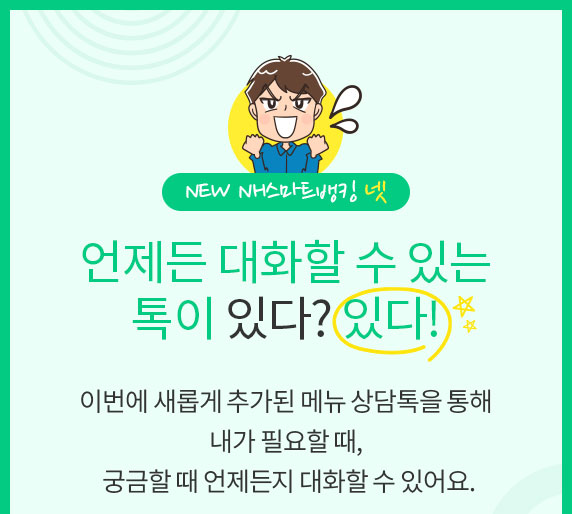 NEW NH스마트뱅킹 넷
언제든 대화할 수 있는
톡이 있다? 있다!
이번에 새롭게 추가된 메뉴 상담톡을 통해
내가 필요할 때,
궁금할 때 언제든지 대화할 수 있어요.